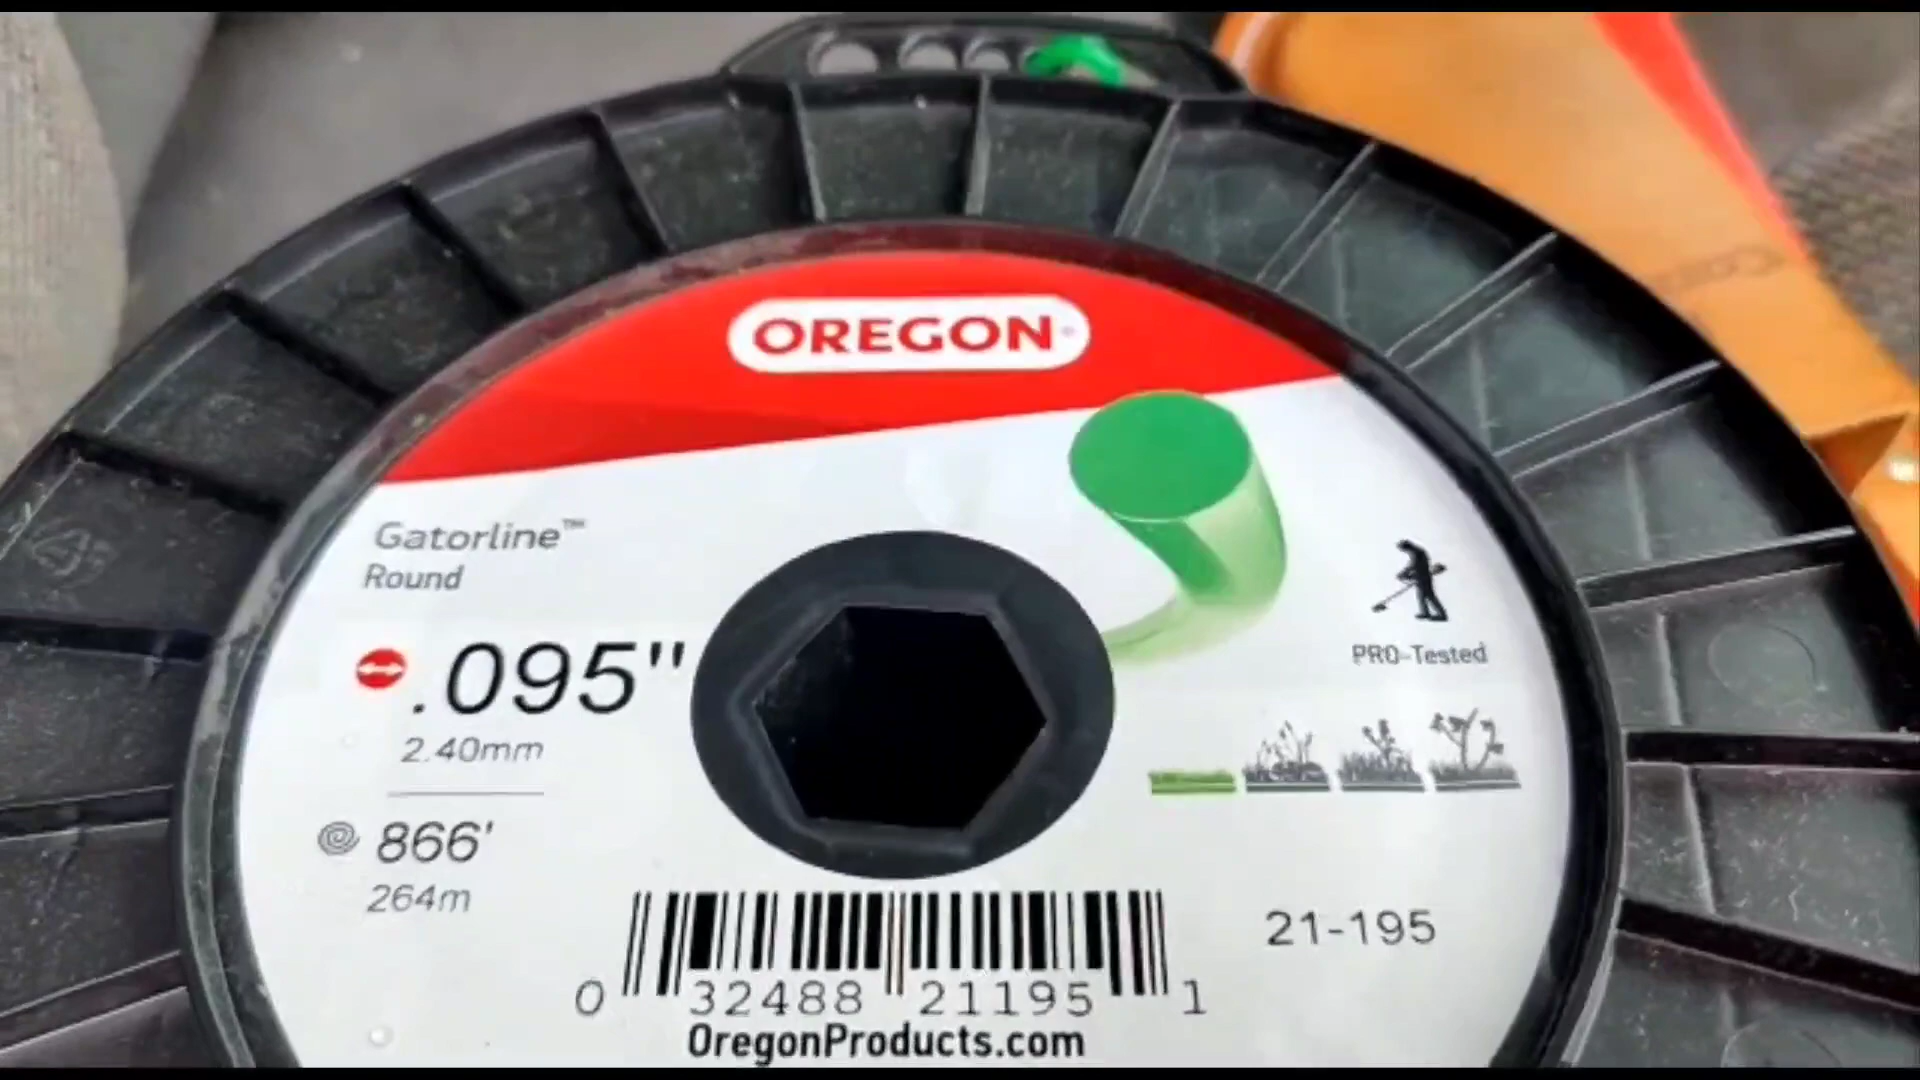 OREGON
Gatorline™
Round
.095"
2.40mm
866'
264m
PRO-Tested
21-195
0 32488 21195 1
OregonProducts.com